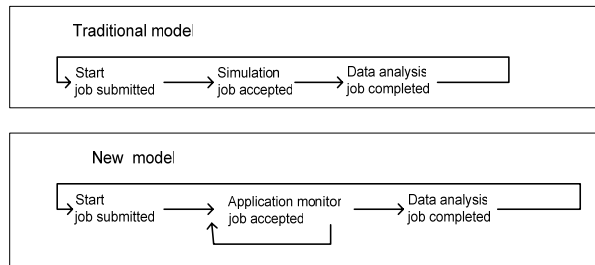 Traditional model
Start
job submitted
Simulation
job accepted
Data analysis
job completed
New model
Start
job submitted
Application monitor
job accepted
Data analysis
job completed